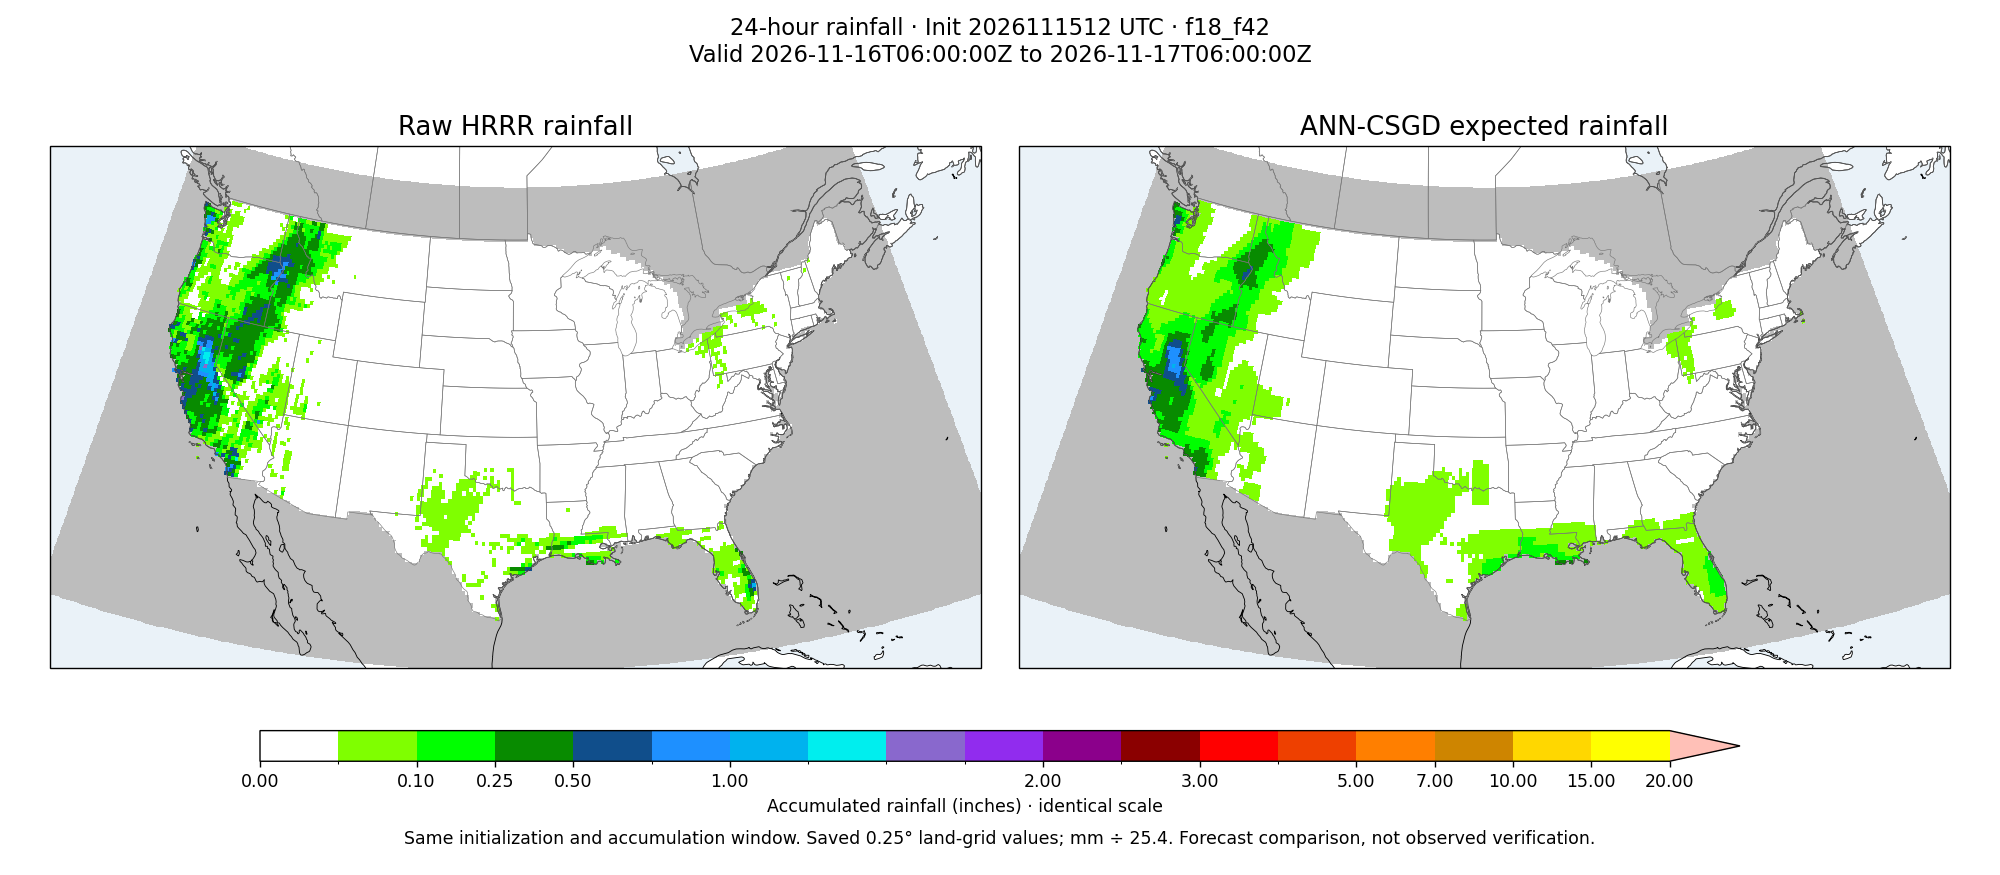 24-hour rainfall · Init 2026111512 UTC · f18_f42
Valid 2026-11-16T06:00:00Z to 2026-11-17T06:00:00Z
Raw HRRR rainfall
ANN-CSGD expected rainfall
0.00 0.10 0.25 0.50 1.00 2.00 3.00 5.00 7.00 10.00 15.00 20.00
Accumulated rainfall (inches) · identical scale
Same initialization and accumulation window. Saved 0.25° land-grid values; mm ÷ 25.4. Forecast comparison, not observed verification.